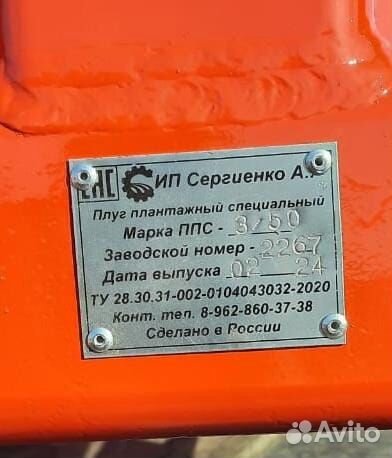 EAC ИП Сергиенко А.
Плуг плантажный специальный
Марка ППС - 3/50
Заводской номер - 2267
Дата выпуска 02 24
ТУ 28.30.31-002-0104043032-2020
Конт. тел. 8-962-860-37-38
Сделано в России
Avito